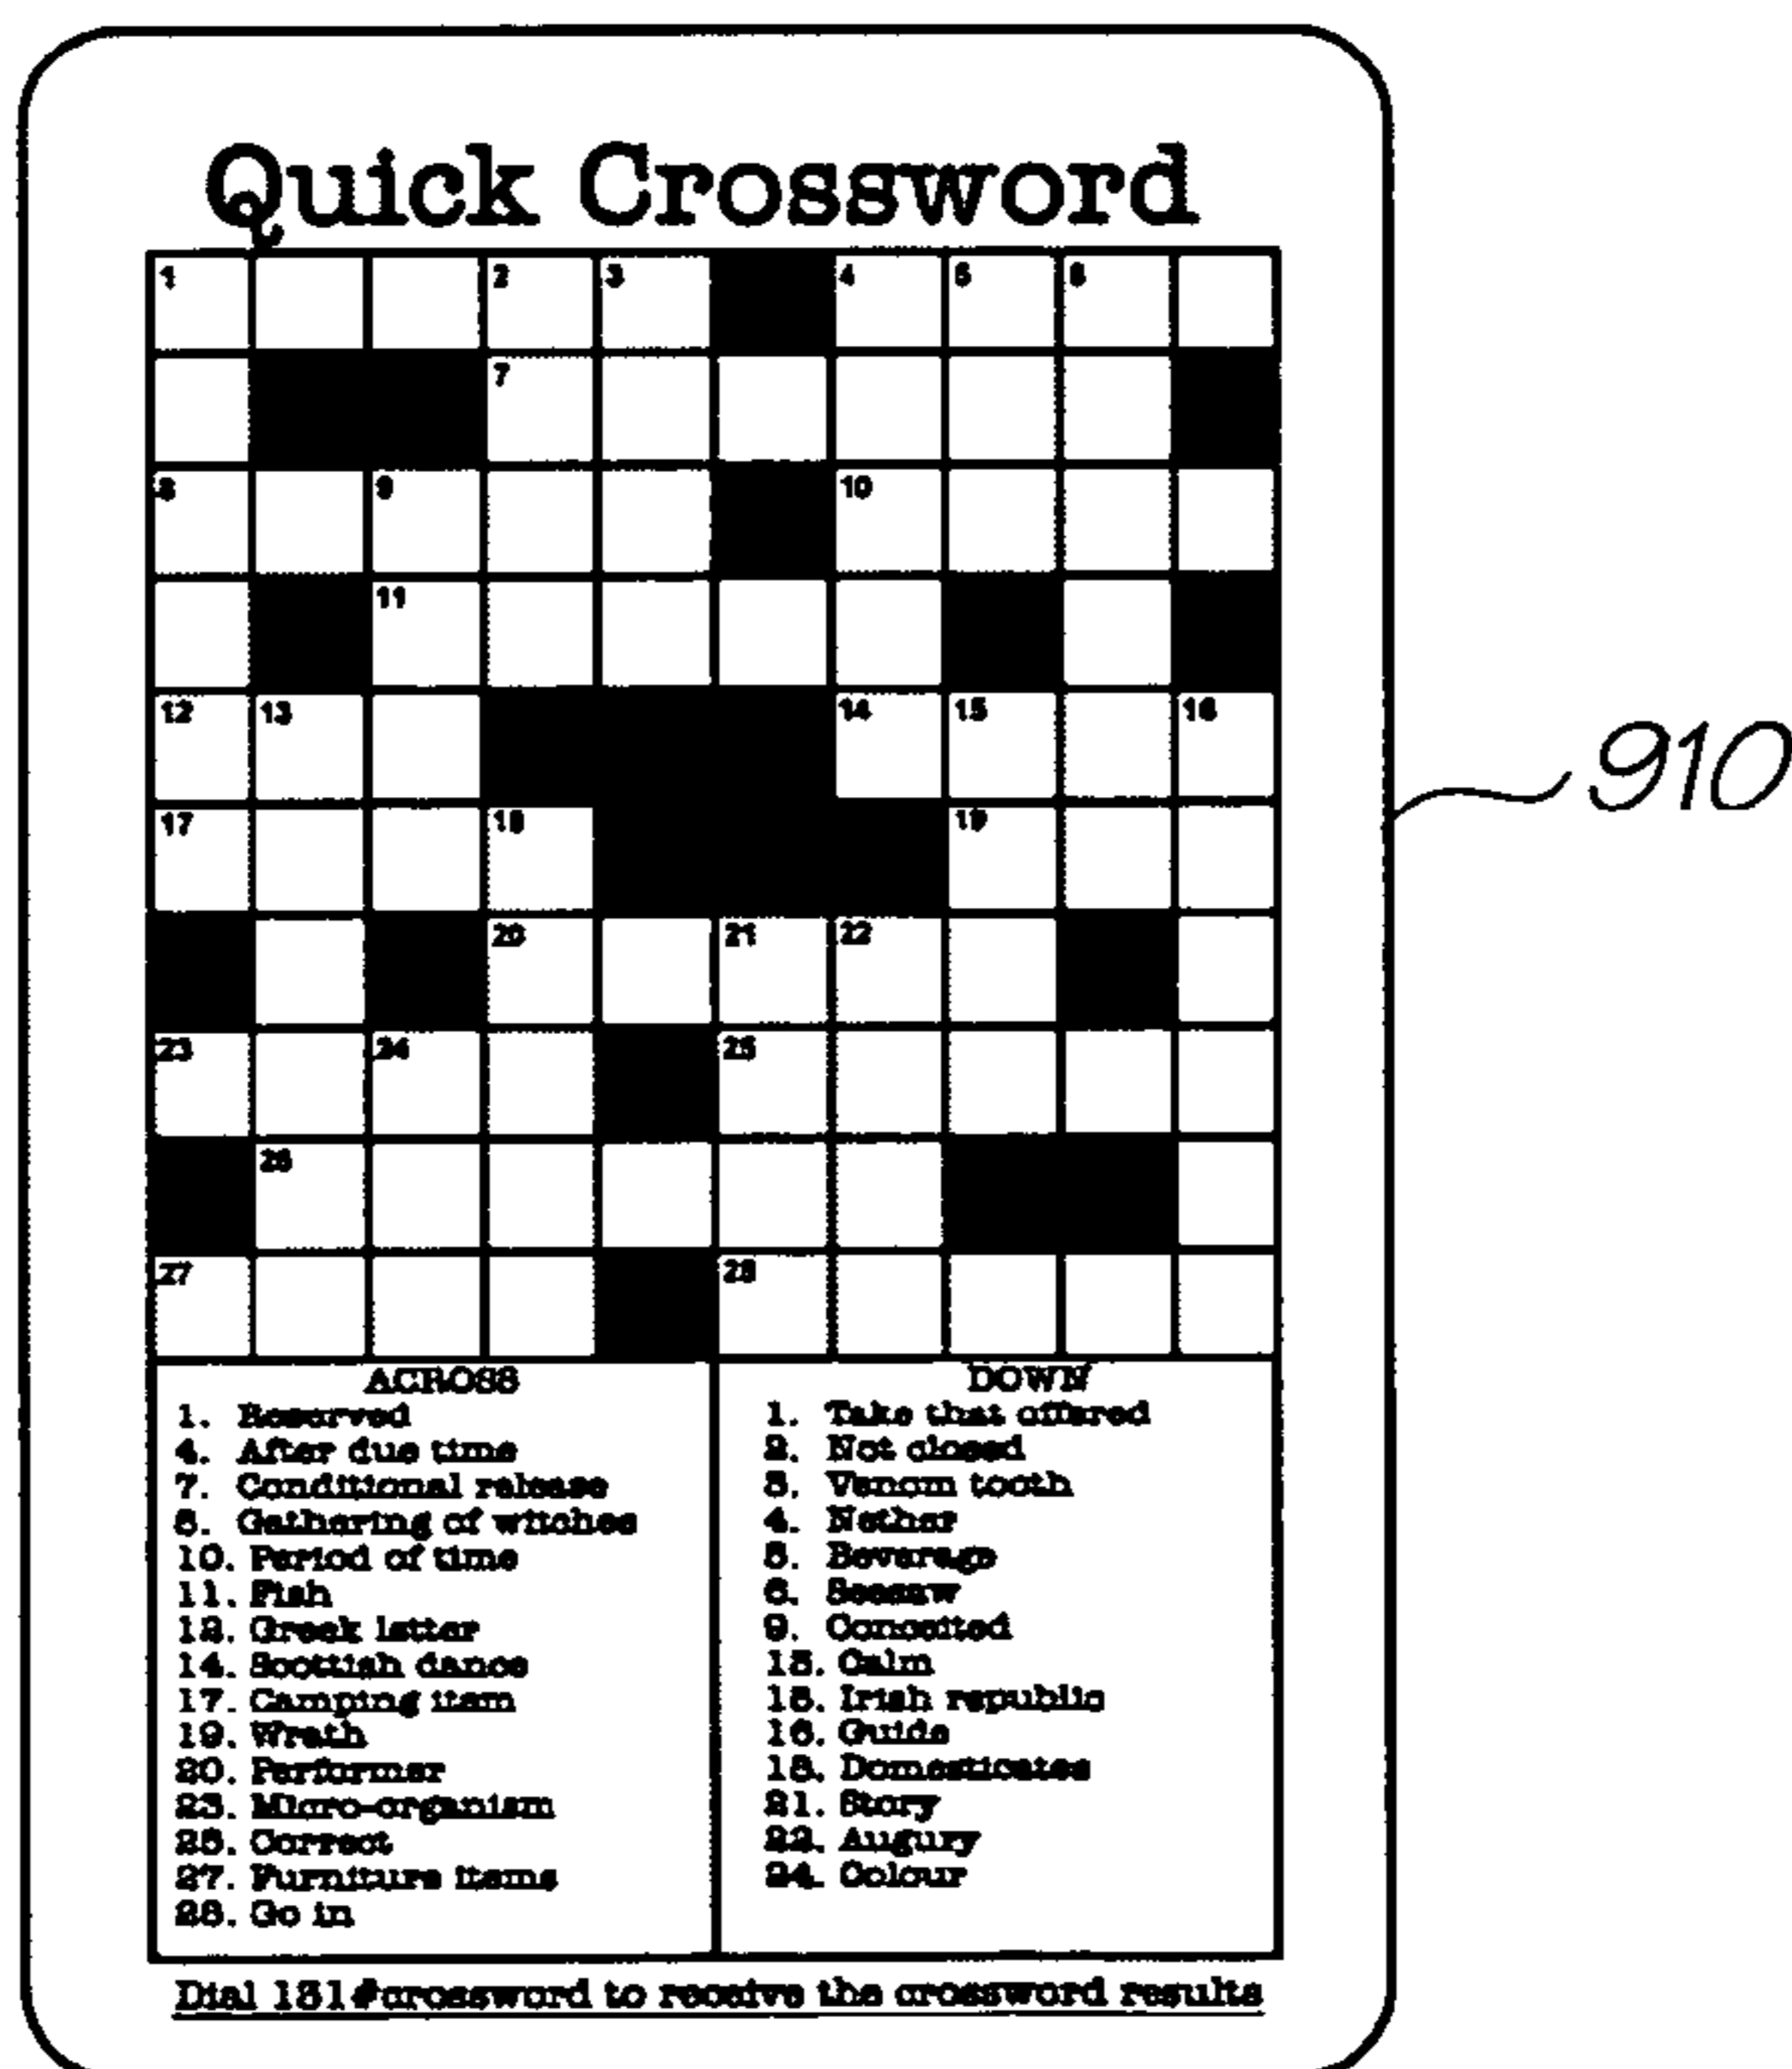 Quick Crossword
1 2 3 4 5 6
7
8 9 10
11
12 13 14 15 16
17 18 19
20 21 22
23 24 25
26
27 28
910
ACROSS
1. Reserved
4. After due time
7. Conditional release
8. Gathering of witches
10. Period of time
11. Fish
12. Greek letter
14. Scottish dance
17. Camping item
19. Wrath
20. Performer
23. Micro-organism
25. Correct
27. Furniture items
28. Go in
DOWN
1. Take that offered
2. Not closed
3. Venom tooth
4. Nether
5. Beverage
6. Seesaw
9. Conceited
13. Calm
15. Irish republic
16. Guide
18. Domesticates
21. Story
22. Augury
24. Colour
Dial to receive the crossword results